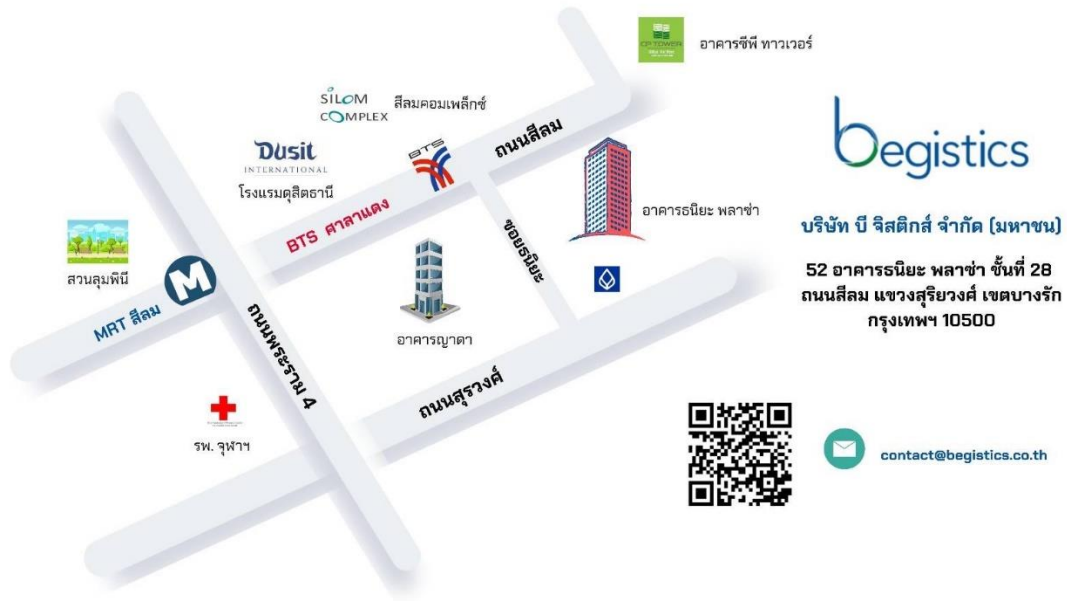 CP TOWER
อาคารซีพี ทาวเวอร์
SILOM
COMPLEX
สีลมคอมเพล็กซ์
BTS
ถนนสีลม
Dusit
INTERNATIONAL
โรงแรมดุสิตธานี
BTS ศาลาแดง
ซอยธนิยะ
อาคารธนิยะ พลาซ่า
สวนลุมพินี
M
MRT สีลม
ถนนพระราม 4
อาคารญาดา
ถนนสุรวงศ์
รพ. จุฬาฯ
begistics
บริษัท บี จิสติกส์ จำกัด (มหาชน)
52 อาคารธนิยะ พลาซ่า ชั้นที่ 28
ถนนสีลม แขวงสุริยวงศ์ เขตบางรัก
กรุงเทพฯ 10500
contact@begistics.co.th